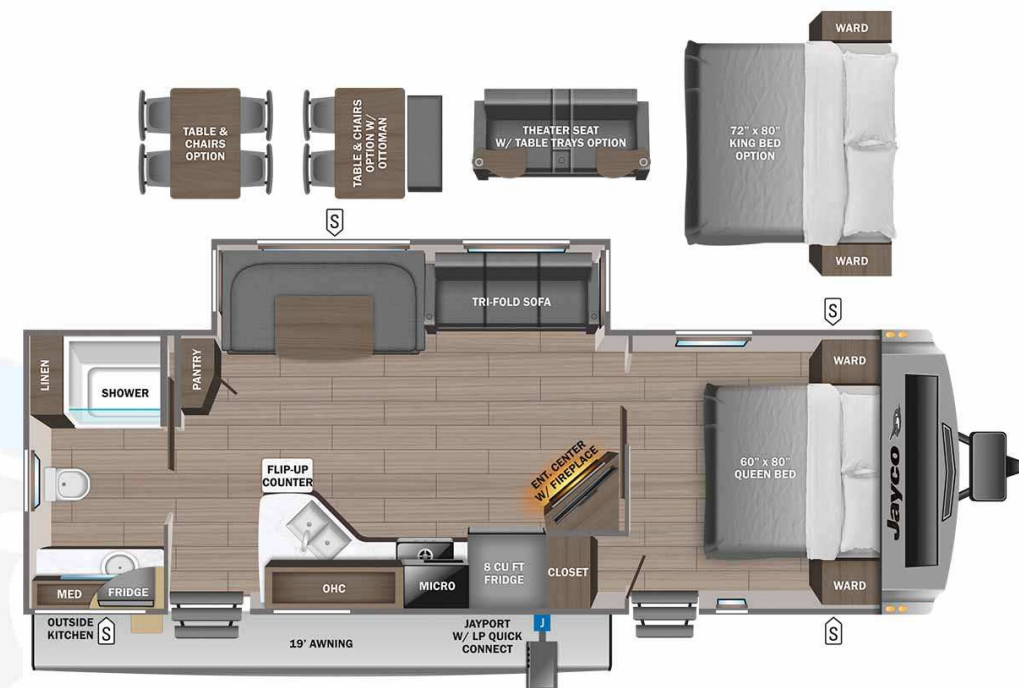 WARD
TABLE &
CHAIRS
OPTION
TABLE & CHAIRS
OPTION W/
OTTOMAN
THEATER SEAT
W/ TABLE TRAYS OPTION
72" x 80"
KING BED
OPTION
WARD
S
S
TRI-FOLD SOFA
LINEN
SHOWER
PANTRY
WARD
FLIP-UP
COUNTER
ENT. CENTER
W/ FIREPLACE
60" x 80"
QUEEN BED
Jayco
MED
FRIDGE
OHC
MICRO
8 CU FT
FRIDGE
CLOSET
WARD
OUTSIDE
KITCHEN
S
19' AWNING
JAYPORT
W/ LP QUICK
CONNECT
J
S